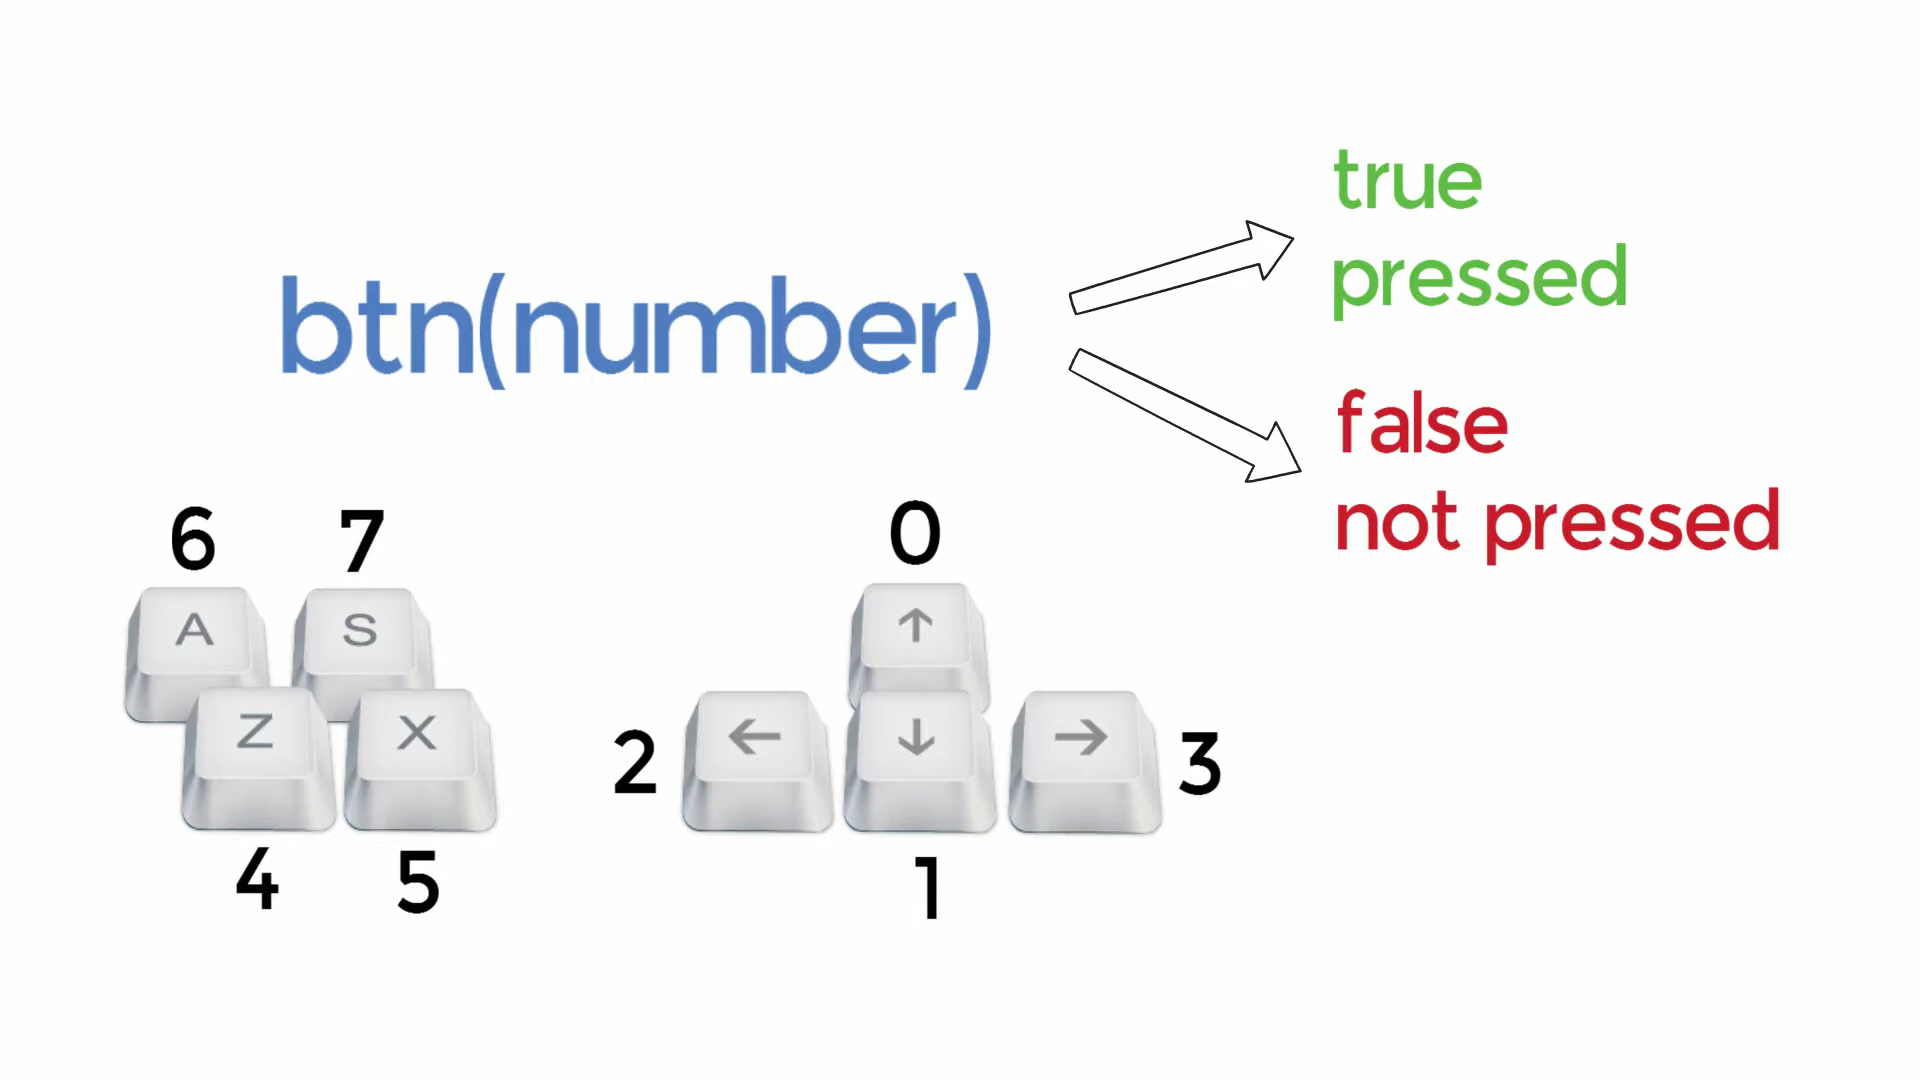 true
pressed
btn(number)
false
not pressed
6 7
A S
Z X
4 5
0
↑
2 ← ↓ → 3
1